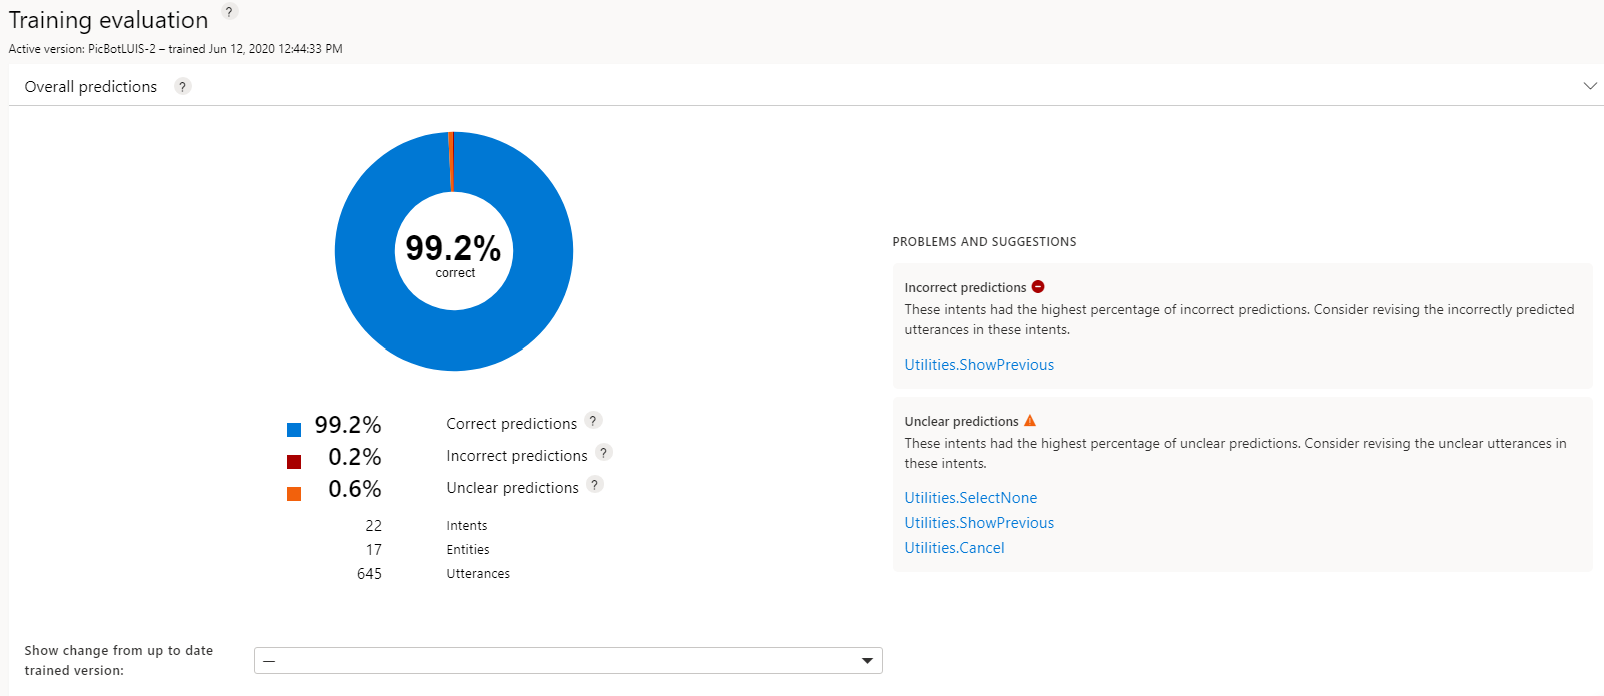 Training evaluation ?
Active version: PicBotLUIS-2 – trained Jun 12, 2020 12:44:33 PM
Overall predictions ?
99.2%
correct
99.2% Correct predictions ?
0.2% Incorrect predictions ?
0.6% Unclear predictions ?
22 Intents
17 Entities
645 Utterances
PROBLEMS AND SUGGESTIONS
Incorrect predictions
These intents had the highest percentage of incorrect predictions. Consider revising the incorrectly predicted
utterances in these intents.
Utilities.ShowPrevious
Unclear predictions
These intents had the highest percentage of unclear predictions. Consider revising the unclear utterances in
these intents.
Utilities.SelectNone
Utilities.ShowPrevious
Utilities.Cancel
Show change from up to date
trained version:
—